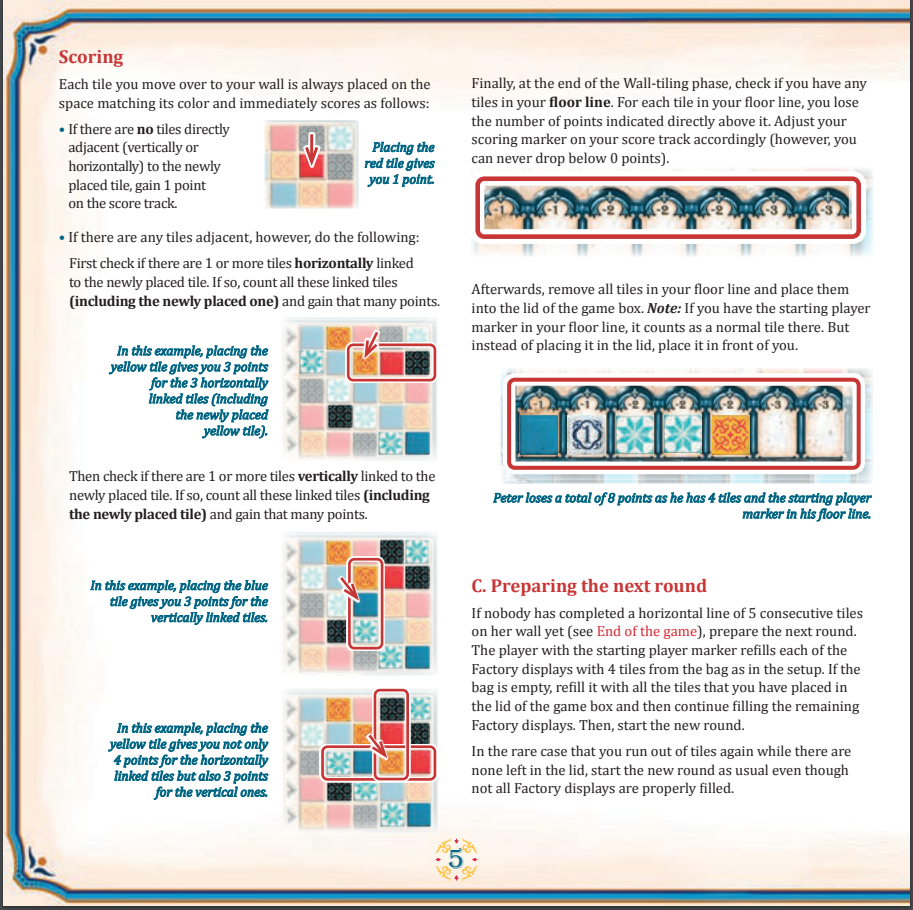 Scoring
Each tile you move over to your wall is always placed on the
space matching its color and immediately scores as follows:
• If there are no tiles directly
adjacent (vertically or
horizontally) to the newly
placed tile, gain 1 point
on the score track.
Placing the
red tile gives
you 1 point.
• If there are any tiles adjacent, however, do the following:
First check if there are 1 or more tiles horizontally linked
to the newly placed tile. If so, count all these linked tiles
(including the newly placed one) and gain that many points.
In this example, placing the
yellow tile gives you 3 points
for the 3 horizontally
linked tiles (including
the newly placed
yellow tile).
Then check if there are 1 or more tiles vertically linked to the
newly placed tile. If so, count all these linked tiles (including
the newly placed tile) and gain that many points.
In this example, placing the blue
tile gives you 3 points for the
vertically linked tiles.
In this example, placing the
yellow tile gives you not only
4 points for the horizontally
linked tiles but also 3 points
for the vertical ones.
Finally, at the end of the Wall-tiling phase, check if you have any
tiles in your floor line. For each tile in your floor line, you lose
the number of points indicated directly above it. Adjust your
scoring marker on your score track accordingly (however, you
can never drop below 0 points).
-1 -1 -2 -2 -2 -3 -3
Afterwards, remove all tiles in your floor line and place them
into the lid of the game box. Note: If you have the starting player
marker in your floor line, it counts as a normal tile there. But
instead of placing it in the lid, place it in front of you.
-1 -1 -2 -2 -2 -3 -3
1
Peter loses a total of 8 points as he has 4 tiles and the starting player
marker in his floor line.
C. Preparing the next round
If nobody has completed a horizontal line of 5 consecutive tiles
on her wall yet (see End of the game), prepare the next round.
The player with the starting player marker refills each of the
Factory displays with 4 tiles from the bag as in the setup. If the
bag is empty, refill it with all the tiles that you have placed in
the lid of the game box and then continue filling the remaining
Factory displays. Then, start the new round.
In the rare case that you run out of tiles again while there are
none left in the lid, start the new round as usual even though
not all Factory displays are properly filled.
5